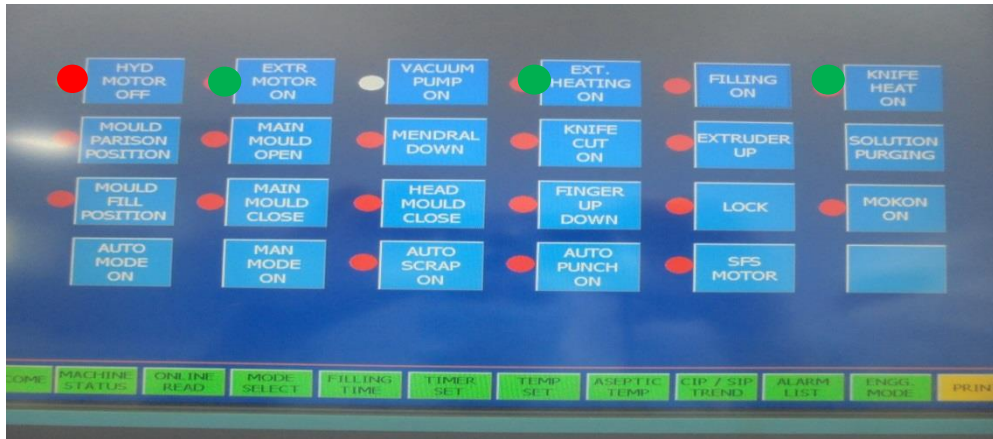 HYD
MOTOR
OFF
EXTR
MOTOR
ON
VACUUM
PUMP
ON
EXT.
HEATING
ON
FILLING
ON
KNIFE
HEAT
ON
MOULD
PARISON
POSITION
MAIN
MOULD
OPEN
MENDRAL
DOWN
KNIFE
CUT
ON
EXTRUDER
UP
SOLUTION
PURGING
MOULD
FILL
POSITION
MAIN
MOULD
CLOSE
HEAD
MOULD
CLOSE
FINGER
UP
DOWN
LOCK
MOKON
ON
AUTO
MODE
ON
MAN
MODE
ON
AUTO
SCRAP
ON
AUTO
PUNCH
ON
SFS
MOTOR
COME
MACHINE
STATUS
ONLINE
READ
MODE
SELECT
FILLING
TIME
TIMER
SET
TEMP
SET
ASEPTIC
TEMP
CIP / SIP
TREND
ALARM
LIST
ENGG.
MODE
PRIN